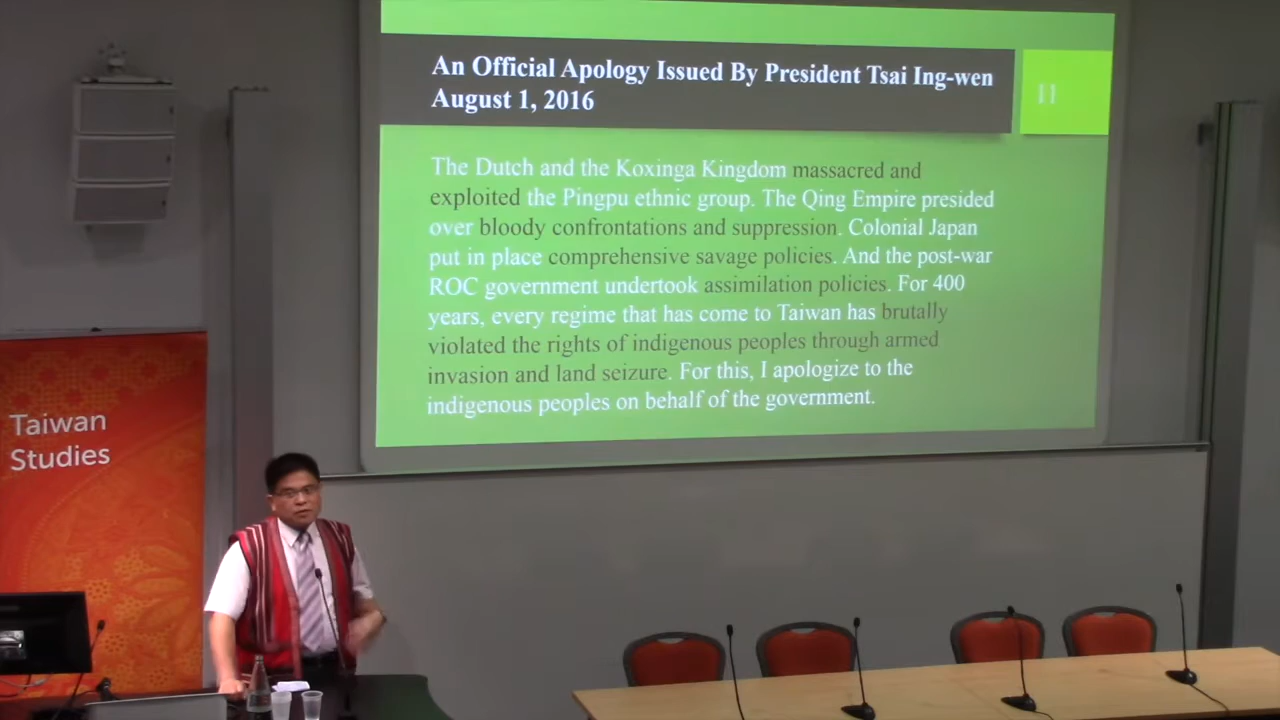 An Official Apology Issued By President Tsai Ing-wen
August 1, 2016
11
The Dutch and the Koxinga Kingdom massacred and
exploited the Pingpu ethnic group. The Qing Empire presided
over bloody confrontations and suppression. Colonial Japan
put in place comprehensive savage policies. And the post-war
ROC government undertook assimilation policies. For 400
years, every regime that has come to Taiwan has brutally
violated the rights of indigenous peoples through armed
invasion and land seizure. For this, I apologize to the
indigenous peoples on behalf of the government.
Taiwan
Studies